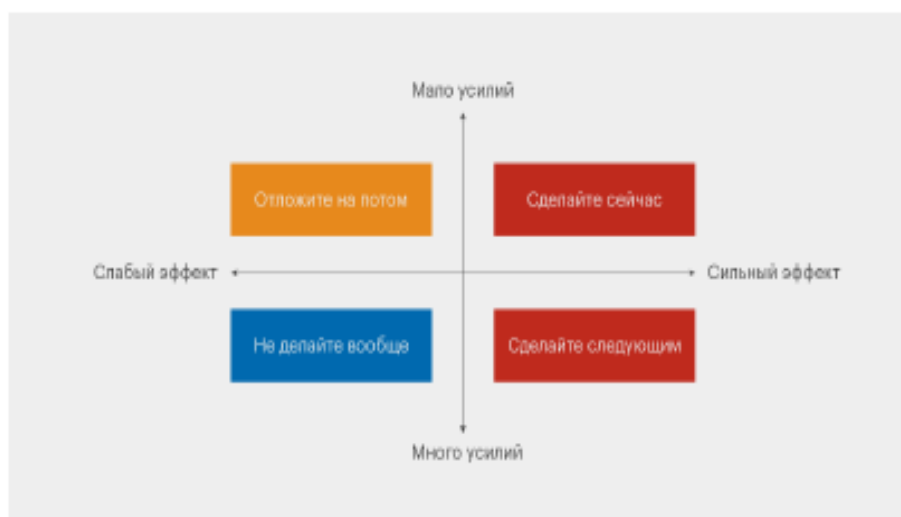 Мало усилий
Отложите на потом
Сделайте сейчас
Слабый эффект
Сильный эффект
Не делайте вообще
Сделайте следующим
Много усилий